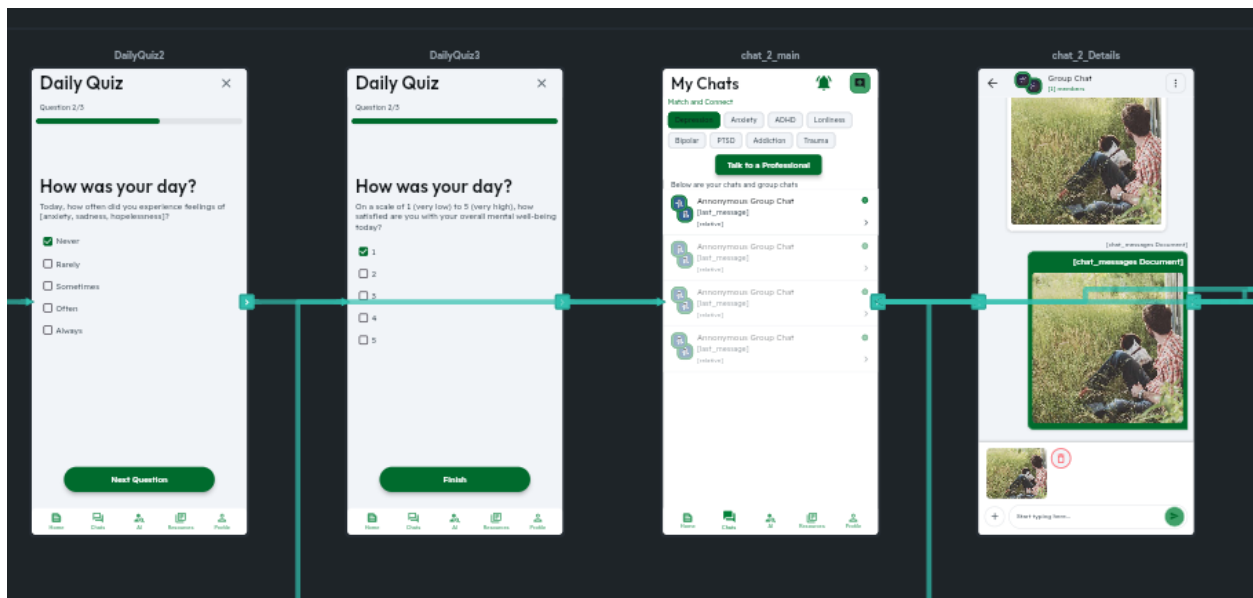 DailyQuiz2
Daily Quiz
Question 2/3
How was your day?
Today, how often did you experience feelings of
[anxiety, sadness, hopelessness]?
Never
Rarely
Sometimes
Often
Always
Next Question
Home
Chats
AI
Resources
Profile
DailyQuiz3
Daily Quiz
Question 2/3
How was your day?
On a scale of 1 (very low) to 5 (very high), how
satisfied are you with your overall mental well-being
today?
1
2
3
4
5
Finish
Home
Chats
AI
Resources
Profile
chat_2_main
My Chats
Match and Connect
Depression Anxiety ADHD Lonliness
Bipolar PTSD Addiction Trauma
Talk to a Professional
Below are your chats and group chats
Annonymous Group Chat
[last_message]
[relative]
Annonymous Group Chat
[last_message]
[relative]
Annonymous Group Chat
[last_message]
[relative]
Annonymous Group Chat
[last_message]
[relative]
Home
Chats
AI
Resources
Profile
chat_2_Details
Group Chat
[1] members
[chat_messages Document]
[chat_messages Document]
Start typing here...